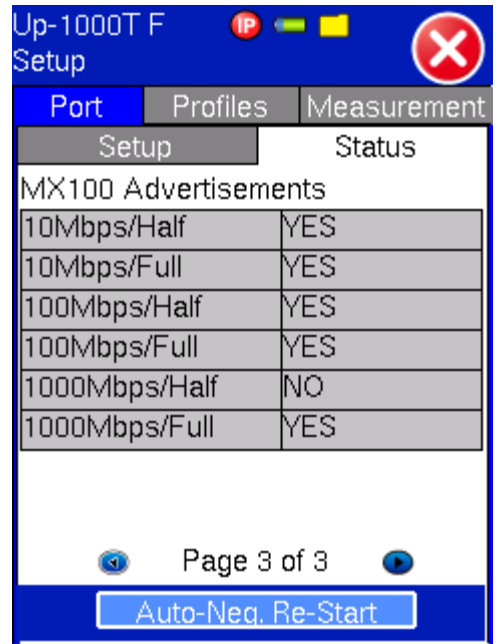 Up-1000T F IP
Setup
Port Profiles Measurement
Setup Status
MX100 Advertisements
10Mbps/Half YES
10Mbps/Full YES
100Mbps/Half YES
100Mbps/Full YES
1000Mbps/Half NO
1000Mbps/Full YES
Page 3 of 3
Auto-Neg. Re-Start